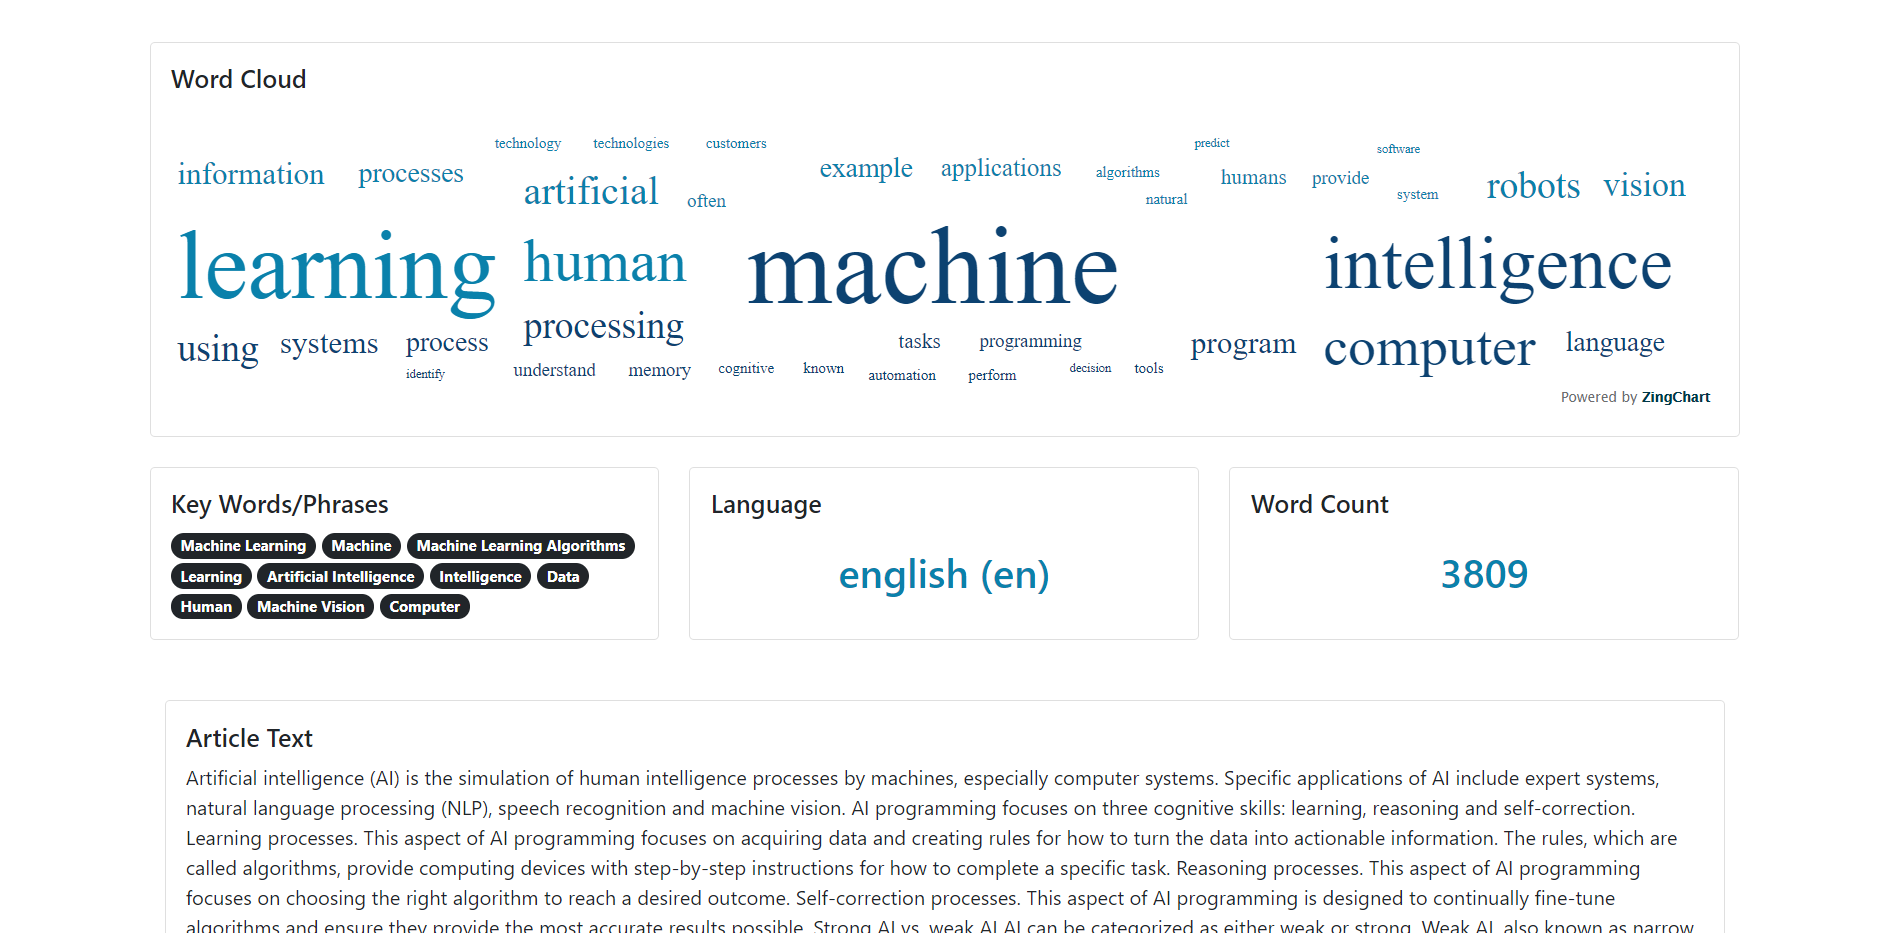 Word Cloud
technology technologies customers predict software
information processes example applications algorithms humans provide
artificial often natural system robots vision
learning human machine intelligence
using systems process processing tasks programming program computer language
identify understand memory cognitive known automation perform decision tools
Powered by ZingChart
Key Words/Phrases
Machine Learning Machine Machine Learning Algorithms
Learning Artificial Intelligence Intelligence Data
Human Machine Vision Computer
Language
english (en)
Word Count
3809
Article Text
Artificial intelligence (AI) is the simulation of human intelligence processes by machines, especially computer systems. Specific applications of AI include expert systems,
natural language processing (NLP), speech recognition and machine vision. AI programming focuses on three cognitive skills: learning, reasoning and self-correction.
Learning processes. This aspect of AI programming focuses on acquiring data and creating rules for how to turn the data into actionable information. The rules, which are
called algorithms, provide computing devices with step-by-step instructions for how to complete a specific task. Reasoning processes. This aspect of AI programming
focuses on choosing the right algorithm to reach a desired outcome. Self-correction processes. This aspect of AI programming is designed to continually fine-tune
algorithms and ensure they provide the most accurate results possible. Strong AI vs. weak AI AI can be categorized as either weak or strong. Weak AI, also known as narrow